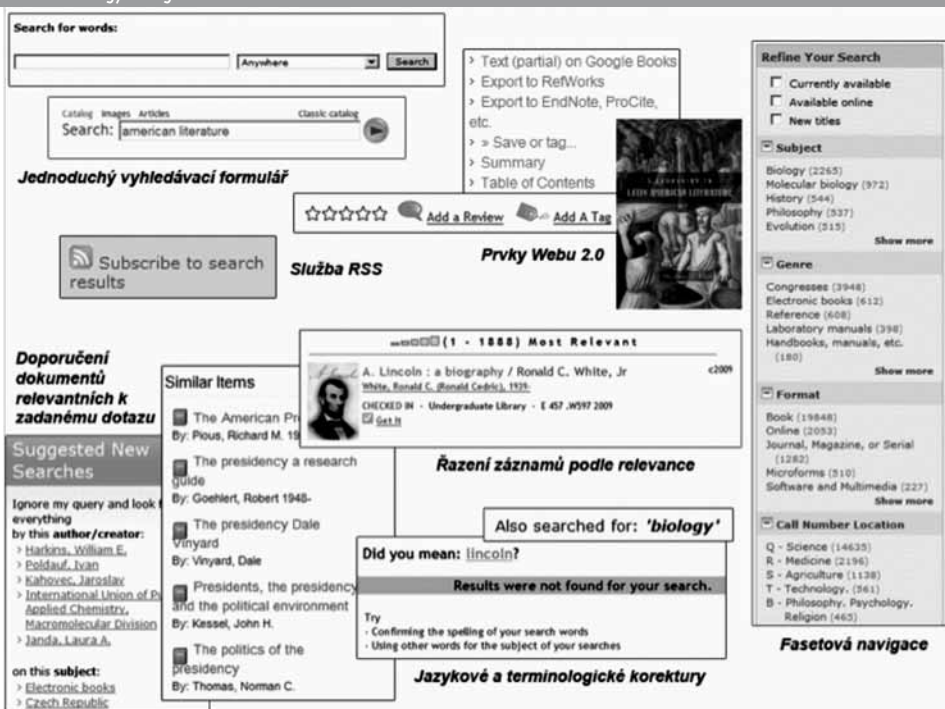 Search for words:
Anywhere
Search
Catalog Images Articles
Classic catalog
Search: american literature
Jednoduchý vyhledávací formulář
> Text (partial) on Google Books
> Export to RefWorks
> Export to EndNote, ProCite,
etc.
> » Save or tag...
> Summary
> Table of Contents
LATIN AMERICAN LITERATURE
Add a Review
Add A Tag
Prvky Webu 2.0
Subscribe to search
results
Služba RSS
Refine Your Search
Currently available
Available online
New titles
Subject
Biology (2265)
Molecular biology (972)
History (544)
Philosophy (537)
Evolution (515)
Show more
Genre
Congresses (3948)
Electronic books (612)
Reference (608)
Laboratory manuals (398)
Handbooks, manuals, etc.
(180)
Show more
Format
Book (19848)
Online (2053)
Journal, Magazine, or Serial
(1282)
Microforms (510)
Software and Multimedia (227)
Show more
Call Number Location
Q - Science (14635)
R - Medicine (2196)
S - Agriculture (1138)
T - Technology. (561)
B - Philosophy, Psychology,
Religion (465)
Fasetová navigace
(1 - 1888) Most Relevant
A. Lincoln : a biography / Ronald C. White, Jr
c2009
White, Ronald C. (Ronald Cedric), 1939-
CHECKED IN - Undergraduate Library - E 457 .W597 2009
Get It
Řazení záznamů podle relevance
Doporučení
dokumentů
relevantních k
zadanému dotazu
Similar Items
The American Pr
By: Pious, Richard M. 19
The presidency a research
guide
By: Goehlert, Robert 1948-
The presidency Dale
Vinyard
By: Vinyard, Dale
Presidents, the presidency
and the political environment
By: Kessel, John H.
The politics of the
presidency
By: Thomas, Norman C.
Suggested New
Searches
Ignore my query and look f
everything
by this author/creator:
> Harkins, William E.
> Poldauf, Ivan
> Kahovec, Jaroslav
> International Union of Pu
Applied Chemistry.
Macromolecular Division
> Janda, Laura A.
on this subject:
> Electronic books
> Czech Republic
Also searched for: 'biology'
Did you mean: lincoln?
Results were not found for your search.
Try
- Confirming the spelling of your search words
- Using other words for the subject of your searches
Jazykové a terminologické korektury